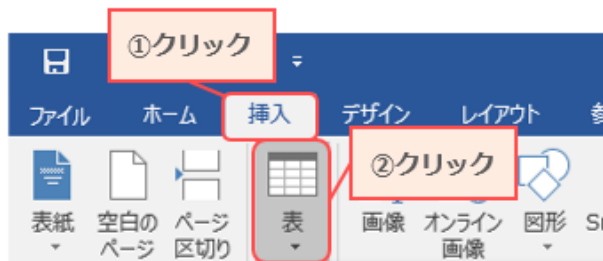 ①クリック
ファイル ホーム 挿入 デザイン レイアウト
②クリック
表紙 空白の ページ 表 画像 オンライン 図形
ページ 区切り 画像